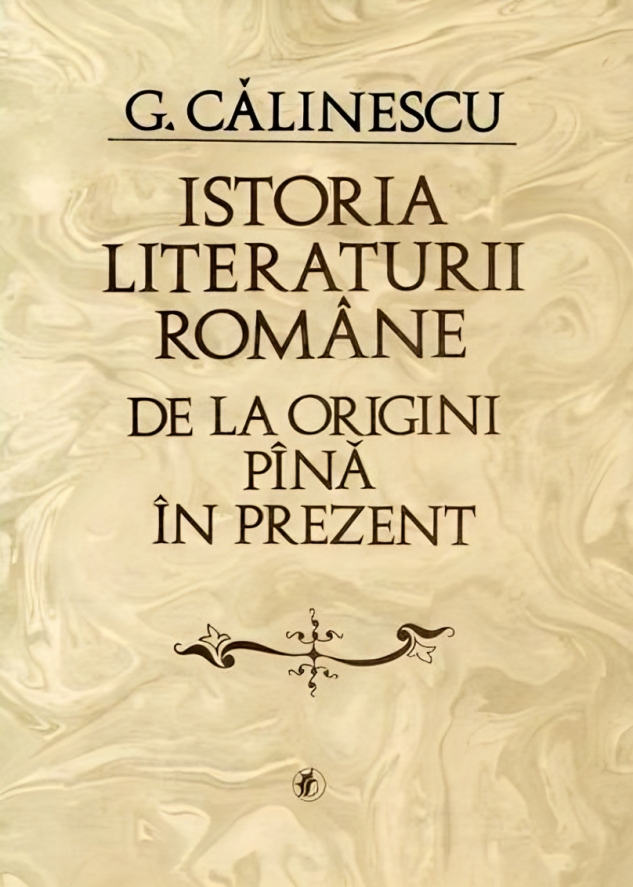 G. CĂLINESCU
ISTORIA
LITERATURII
ROMÂNE
DE LA ORIGINI
PÎNĂ
ÎN PREZENT